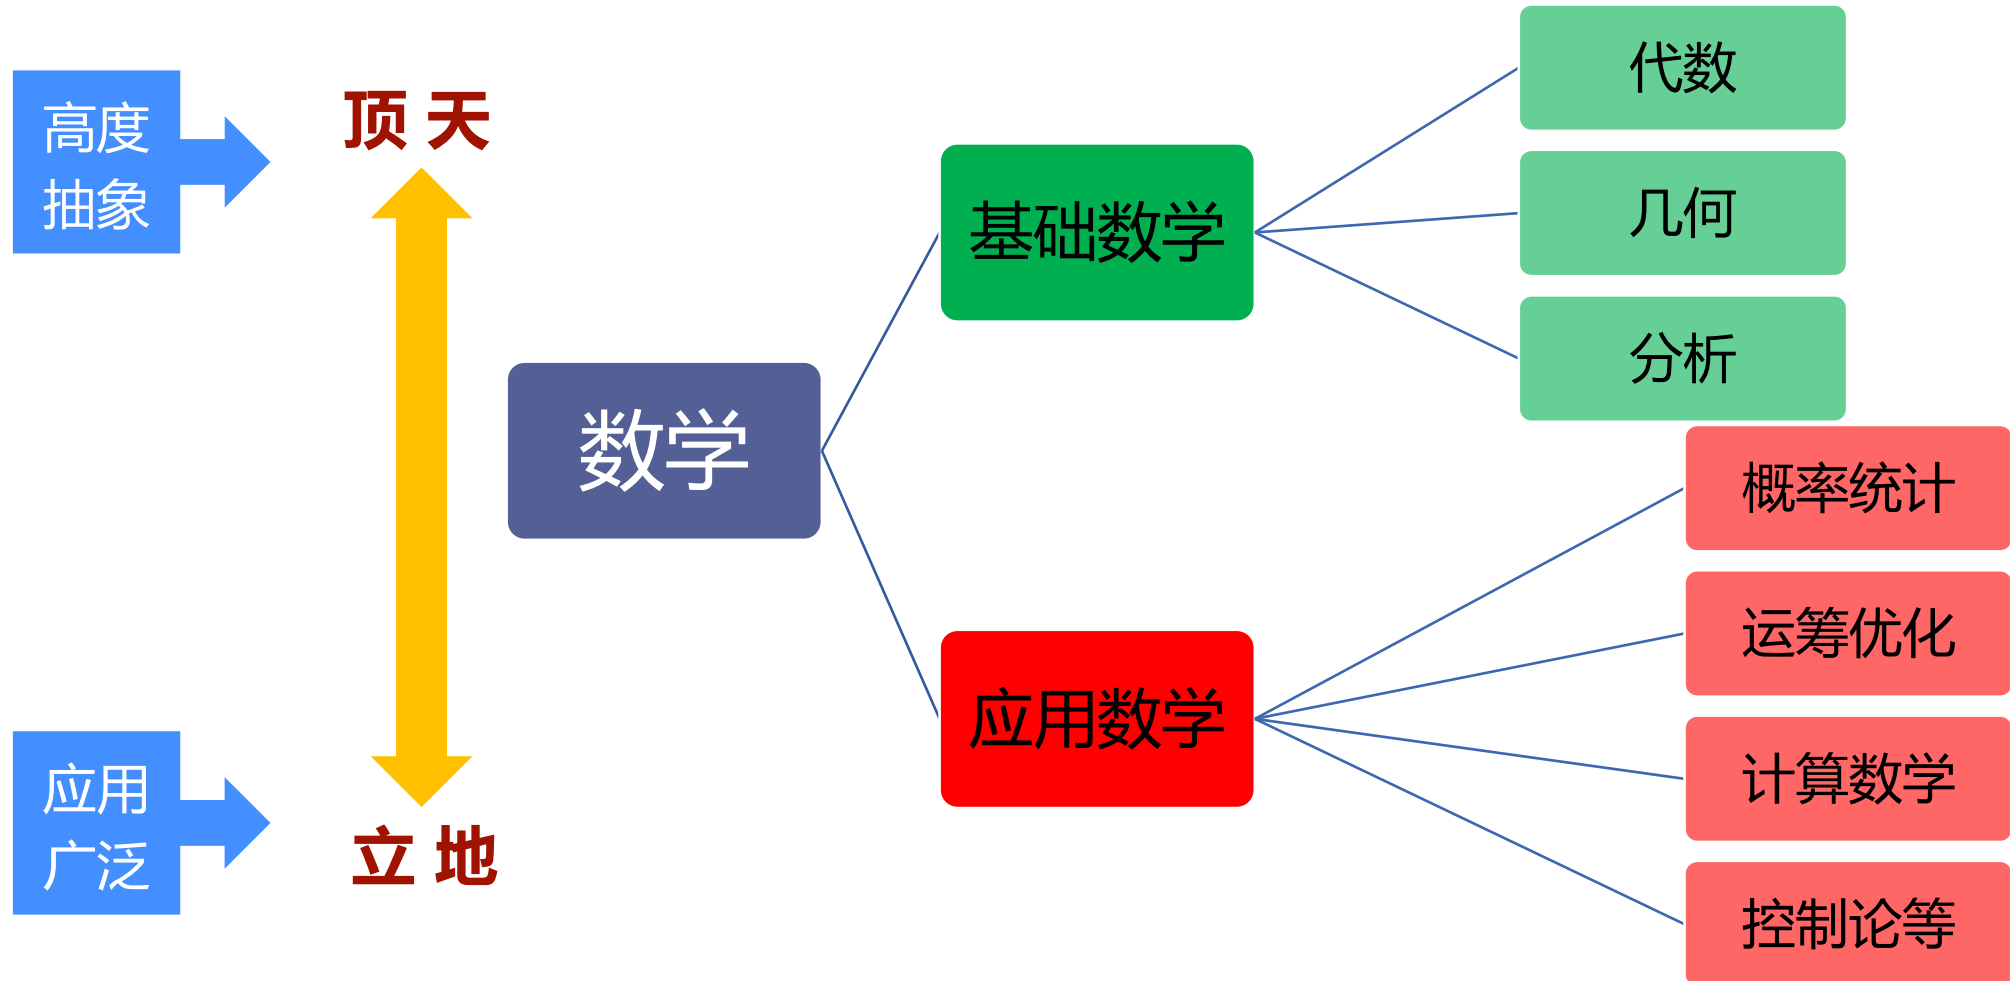 高度
抽象
顶天
数学
应用
广泛
立地
基础数学
代数
几何
分析
应用数学
概率统计
运筹优化
计算数学
控制论等